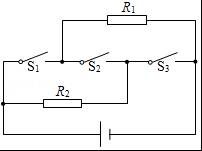 R₁
S₁ S₂ S₃
R₂